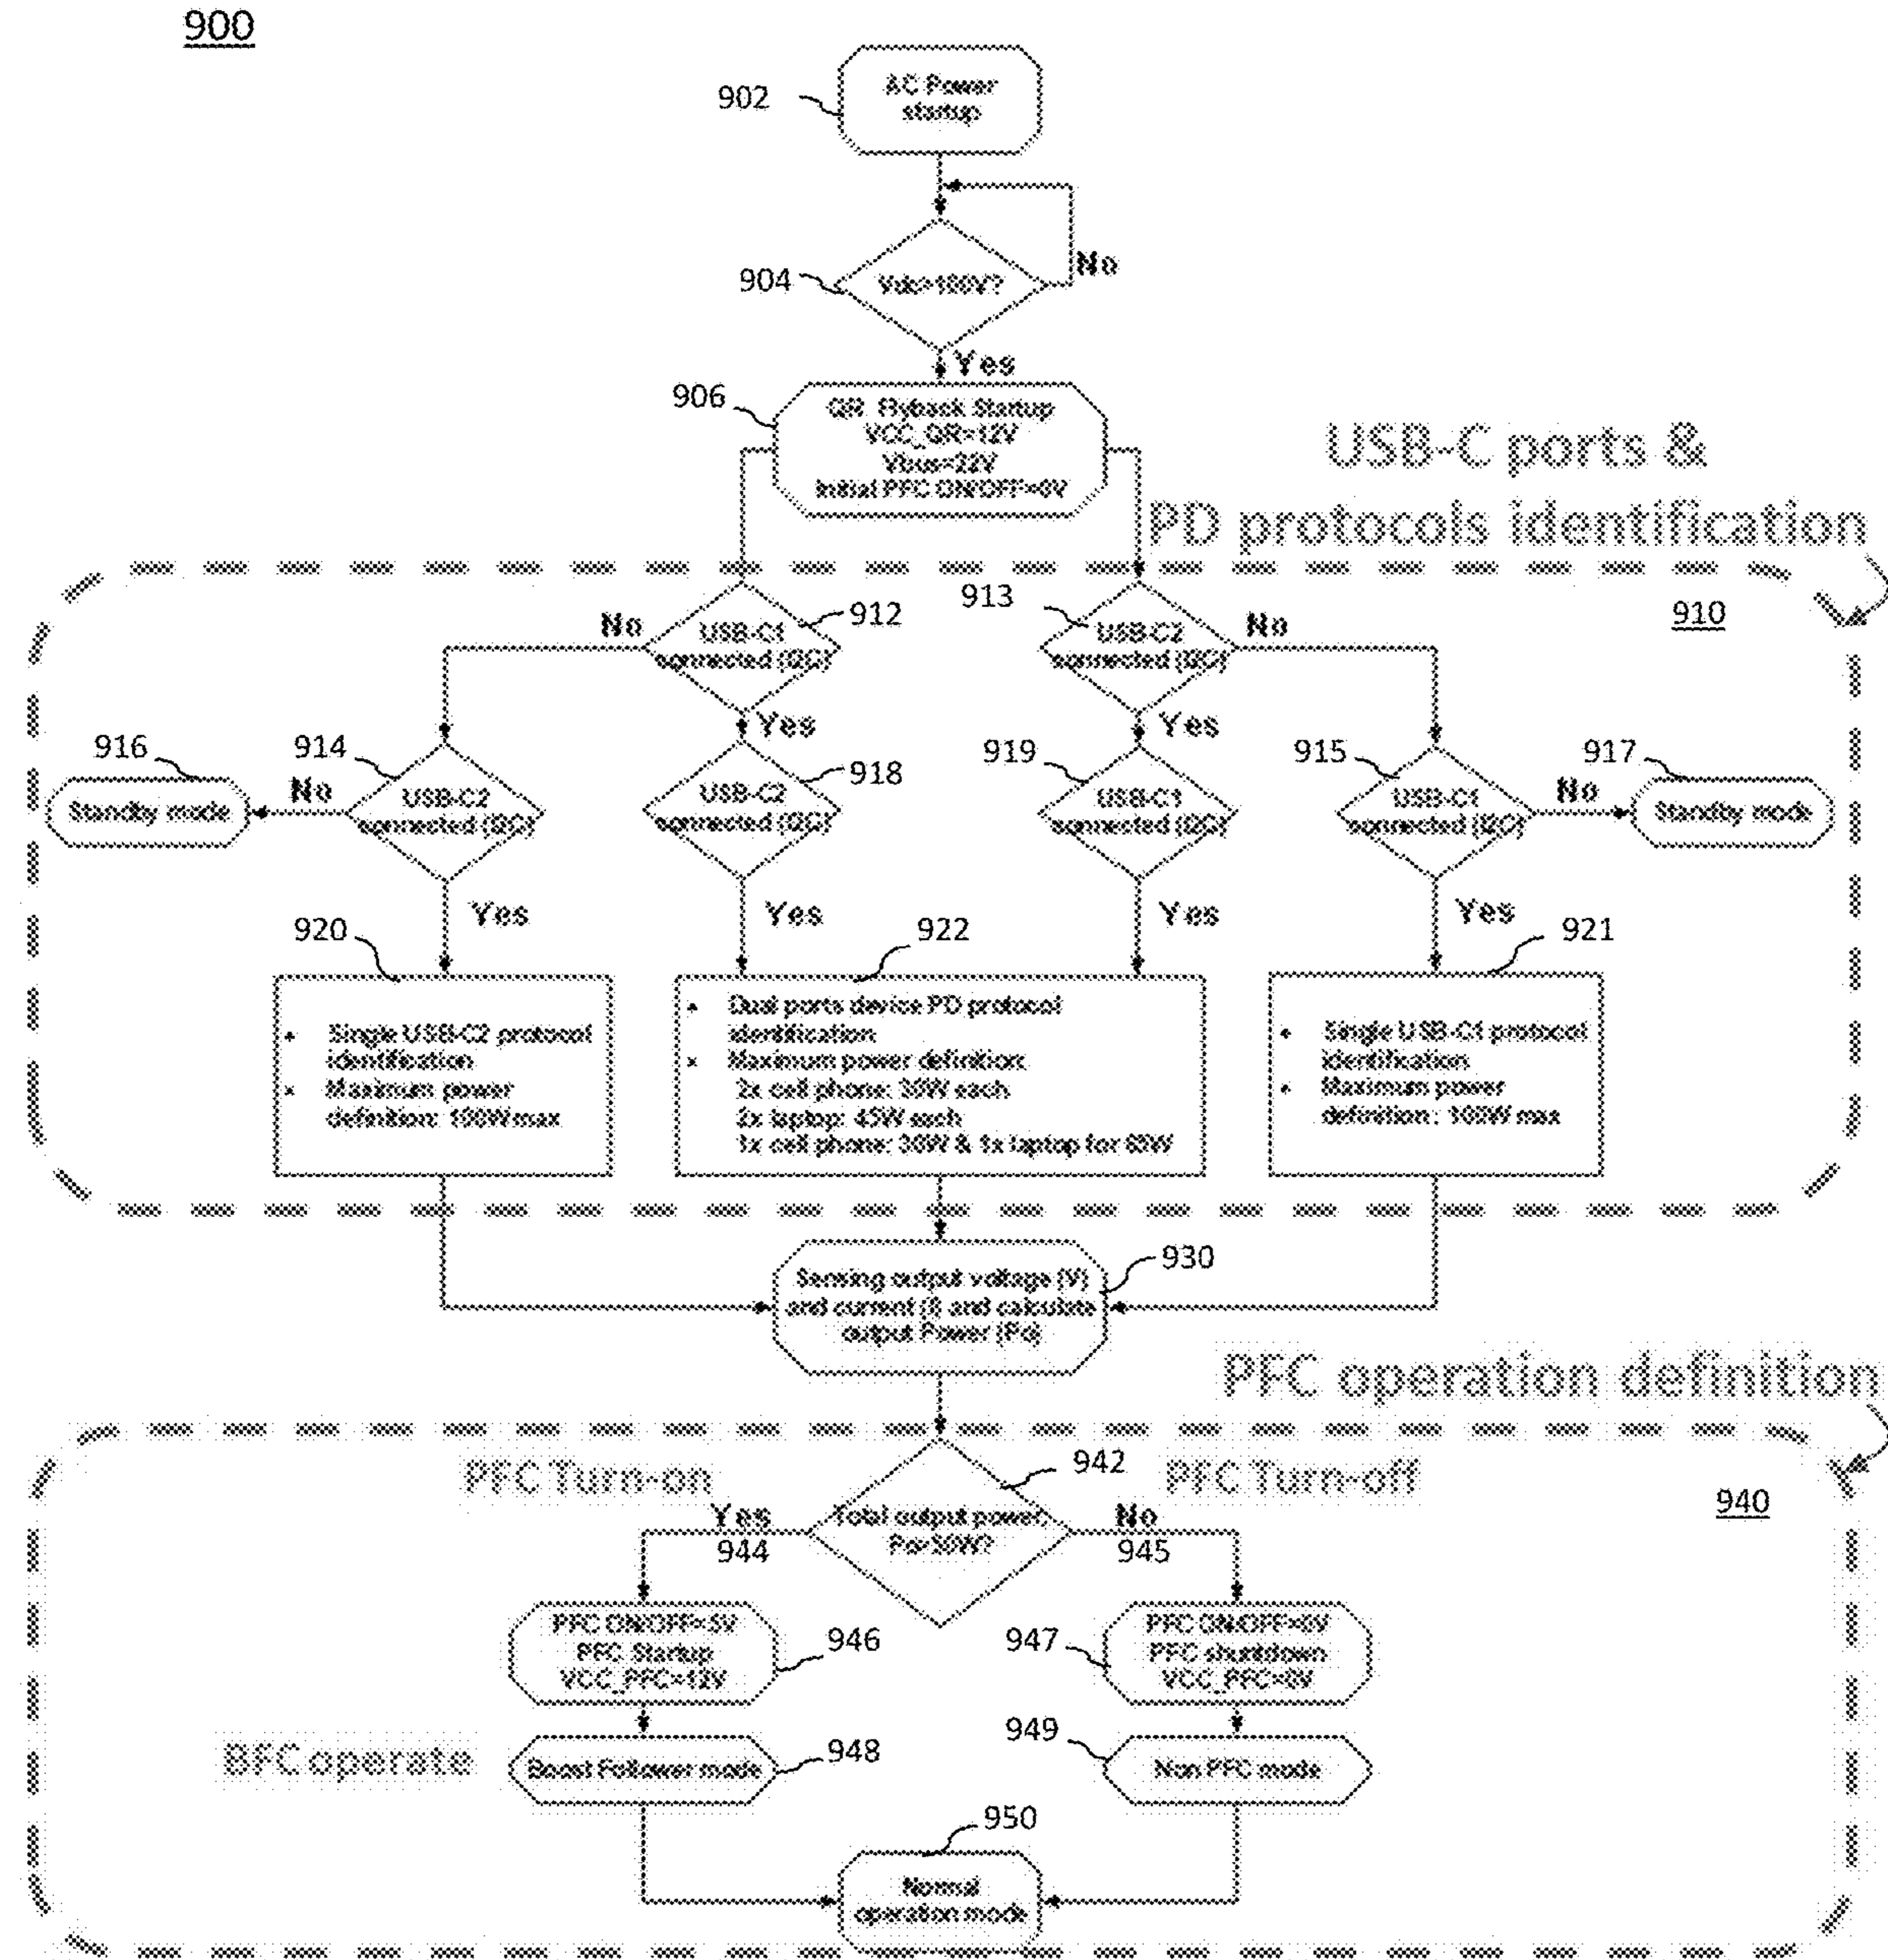 900
902
AC Power
startup
904
Vdc>100V?
No
Yes
906
QR Flyback Startup
VCC_QR=12V
Vbus=22V
Initial PFC ON/OFF=0V
USB-C ports &
PD protocols identification
910
912
USB-C1
connected (I2C)
No
Yes
913
USB-C2
connected (I2C)
No
Yes
916
Standby mode
914
USB-C2
connected (I2C)
No
Yes
918
USB-C2
connected (I2C)
Yes
919
USB-C1
connected (I2C)
Yes
915
USB-C1
connected (I2C)
No
Yes
917
Standby mode
920
Single USB-C2 protocol
identification
Maximum power
definition: 100W max
922
Dual ports device PD protocol
identification
Maximum power definition:
2x cell phone: 30W each
2x laptop: 45W each
1x cell phone: 30W & 1x laptop for
921
Single USB-C1 protocol
identification
Maximum power
definition: 100W max
930
Sensing output voltage (V)
and current (I) and calculate
output Power (Po)
PFC operation definition
940
PFC Turn-on
PFC Turn-off
942
Total output power,
Yes
944
No
945
946
PFC ON/OFF=5V
PFC Startup
VCC_PFC=12V
947
PFC ON/OFF=0V
PFC shuntdown
VCC_PFC=0V
BFC operate
948
Boost Follower mode
949
Non PFC mode
950
Normal
operation mode